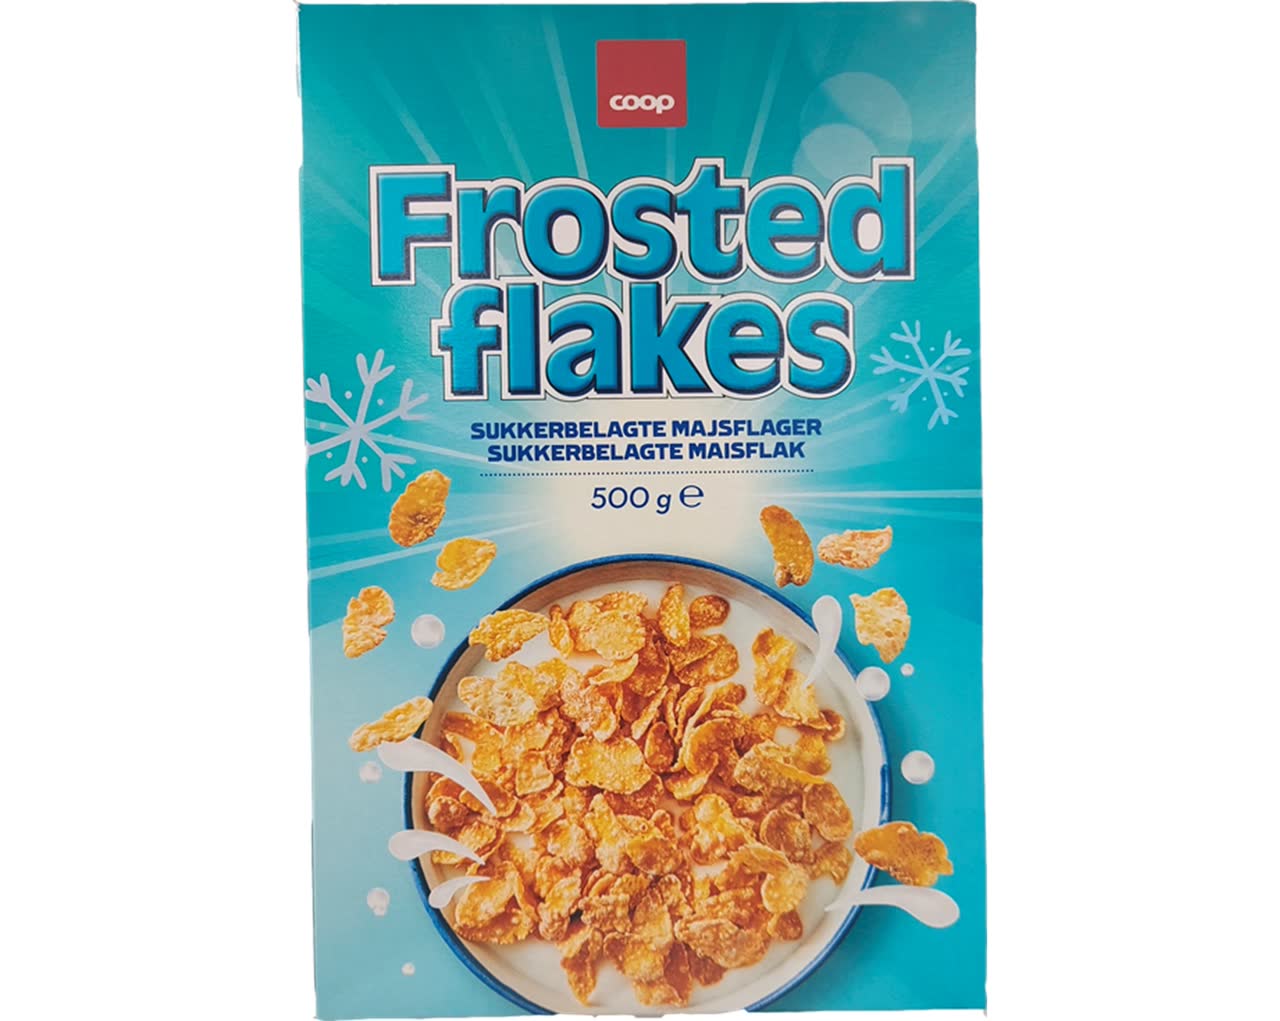 coop
Frosted
flakes
SUKKERBELAGTE MAJSFLAGER
SUKKERBELAGTE MAISFLAK
500 g ℮